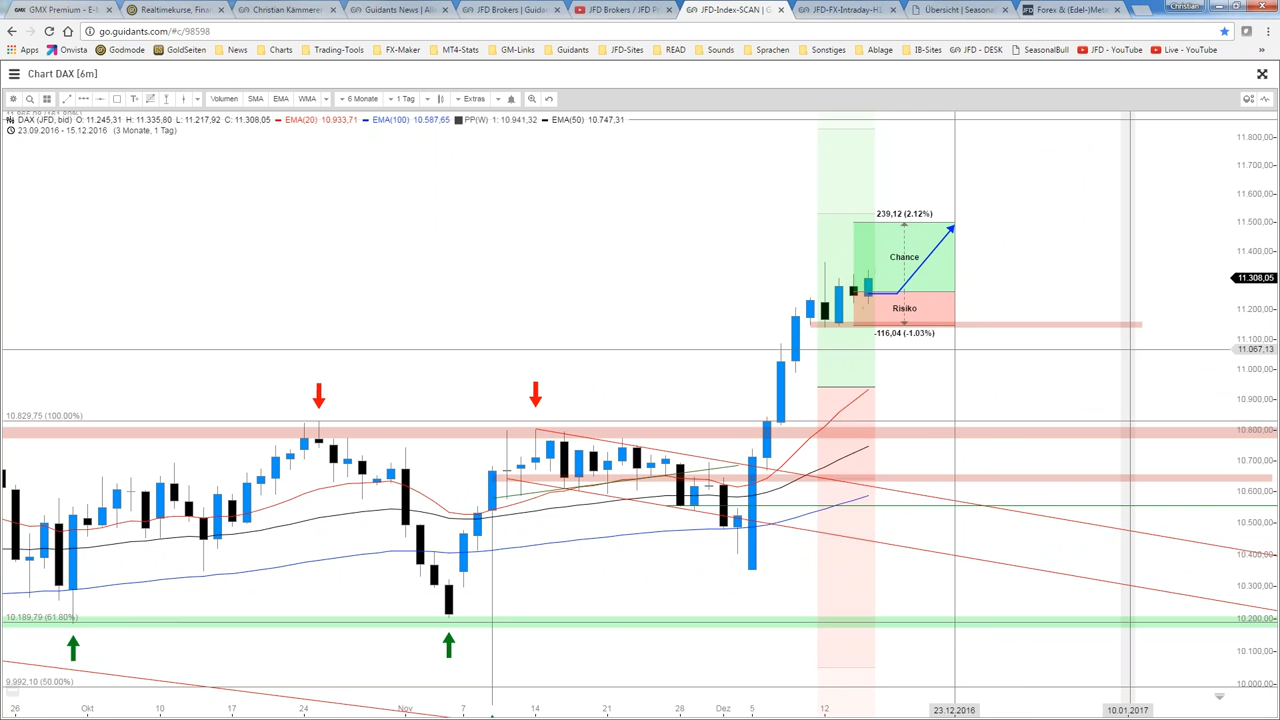 GMX Premium - E-M
Realtimekurse, Finan
Christian Kämmerer
Guidants News | Alle
JFD Brokers | Guidan
JFD Brokers / JFD P
JFD-Index-SCAN | G
JFD-FX-Intraday-H1
Übersicht | Seasonal
Forex & (Edel-)Meta
Christian
go.guidants.com/#c/98598
Apps Onvista Godmode GoldSeiten News Charts Trading-Tools FX-Maker MT4-Stats GM-Links Guidants JFD-Sites READ Sounds Sprachen Sonstiges Ablage IB-Sites JFD - DESK SeasonalBull JFD - YouTube Live - YouTube »
Chart DAX [6m]
Volumen SMA EMA WMA 6 Monate 1 Tag Extras
DAX (JFD, bid) O: 11.245,31 H: 11.335,80 L: 11.217,92 C: 11.308,05 EMA(20) 10.933,71 EMA(100) 10.587,65 PP(W) 1: 10.941,32 EMA(50) 10.747,31
23.09.2016 - 15.12.2016 (3 Monate, 1 Tag)
11.800,00
11.700,00
11.600,00
239,12 (2.12%)
11.500,00
11.400,00
Chance
11.308,05
Risiko
11.200,00
-116,04 (-1.03%)
11.100,00
11.067,13
11.000,00
10.900,00
10.829,75 (100.00%)
10.800,00
10.700,00
10.600,00
10.500,00
10.400,00
10.300,00
10.189,79 (61.80%)
10.200,00
10.100,00
9.992,10 (50.00%)
10.000,00
26 Okt 10 17 24 Nov 7 14 21 28 Dez 5 12 23.12.2016 10.01.2017